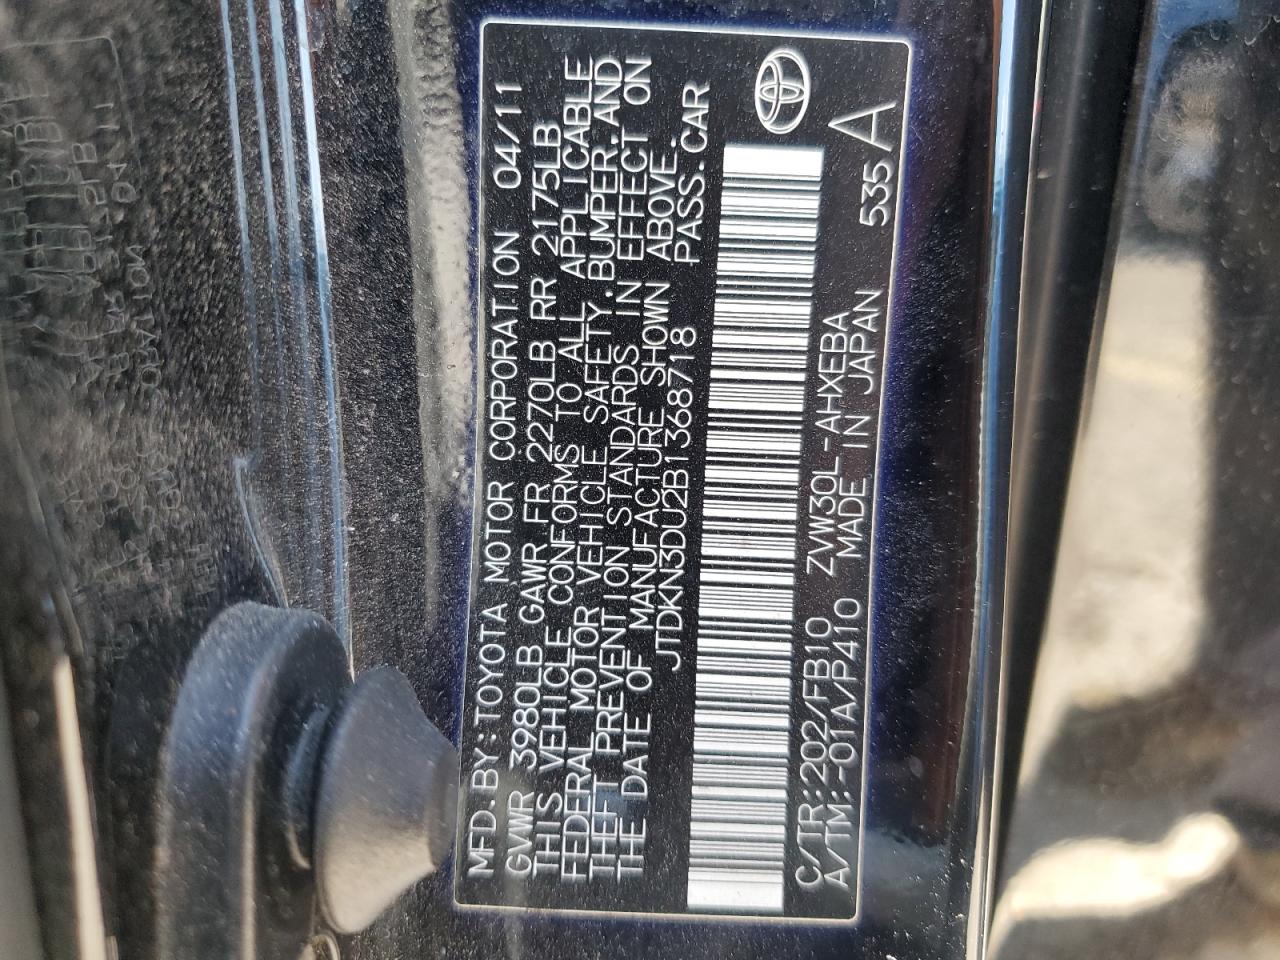 MFD.BY:TOYOTA MOTOR CORPORATION 04/11
GVWR 3980LB GAWR FR 2270LB RR 2175LB
THIS VEHICLE CONFORMS TO ALL APPLICABLE
FEDERAL MOTOR VEHICLE SAFETY,BUMPER,AND
THEFT PREVENTION STANDARDS IN EFFECT ON
THE DATE OF MANUFACTURE SHOWN ABOVE.
JTDKN3DU2B1368718 PASS.CAR
C/TR:202/FB10 ZVW30L-AHXEBA
A/TM:-01A/P410 MADE IN JAPAN 535 A